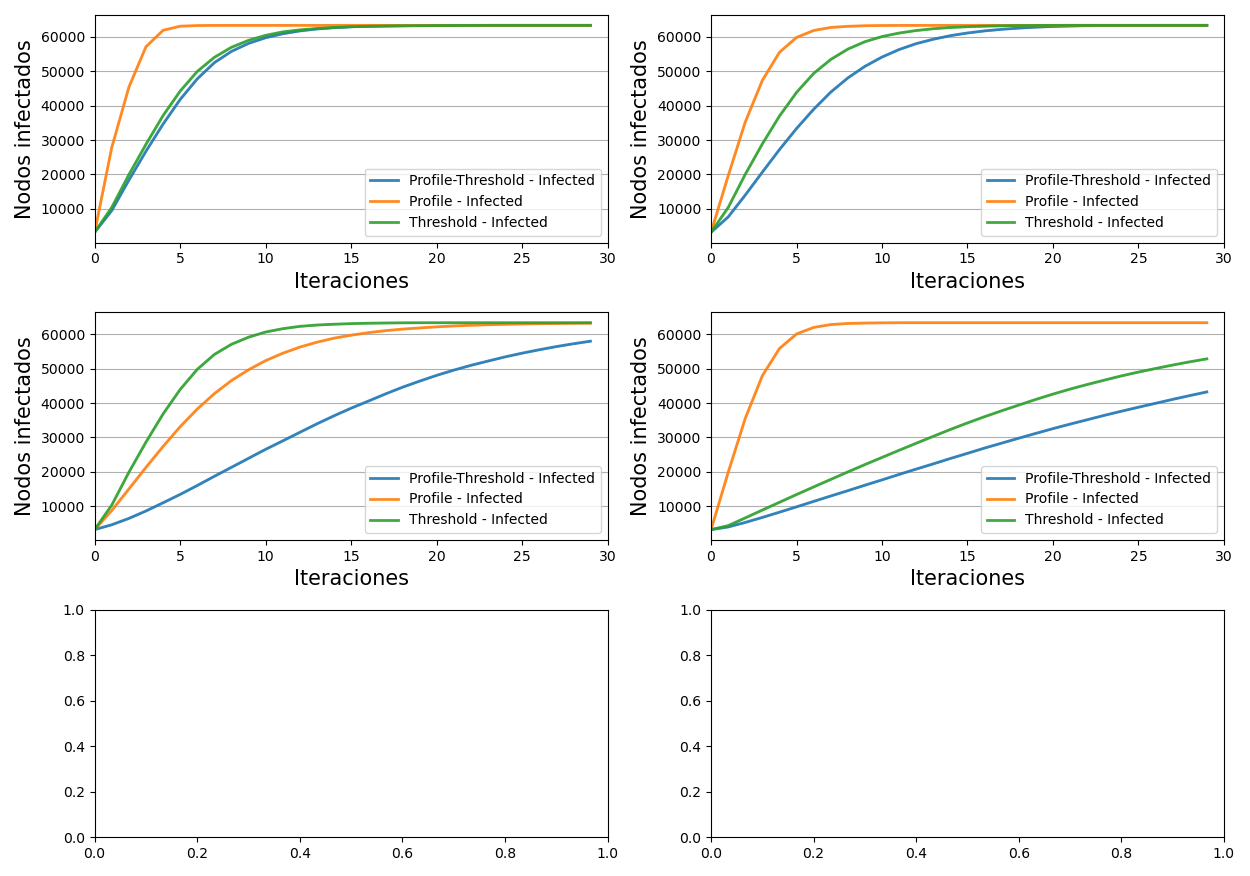 Nodos infectados
60000
50000
40000
30000
20000
10000
Profile-Threshold - Infected
Profile - Infected
Threshold - Infected
0 5 10 15 20 25 30
Iteraciones
Nodos infectados
60000
50000
40000
30000
20000
10000
Profile-Threshold - Infected
Profile - Infected
Threshold - Infected
0 5 10 15 20 25 30
Iteraciones
Nodos infectados
60000
50000
40000
30000
20000
10000
Profile-Threshold - Infected
Profile - Infected
Threshold - Infected
0 5 10 15 20 25 30
Iteraciones
Nodos infectados
60000
50000
40000
30000
20000
10000
Profile-Threshold - Infected
Profile - Infected
Threshold - Infected
0 5 10 15 20 25 30
Iteraciones
1.0
0.8
0.6
0.4
0.2
0.0
0.0 0.2 0.4 0.6 0.8 1.0
1.0
0.8
0.6
0.4
0.2
0.0
0.0 0.2 0.4 0.6 0.8 1.0